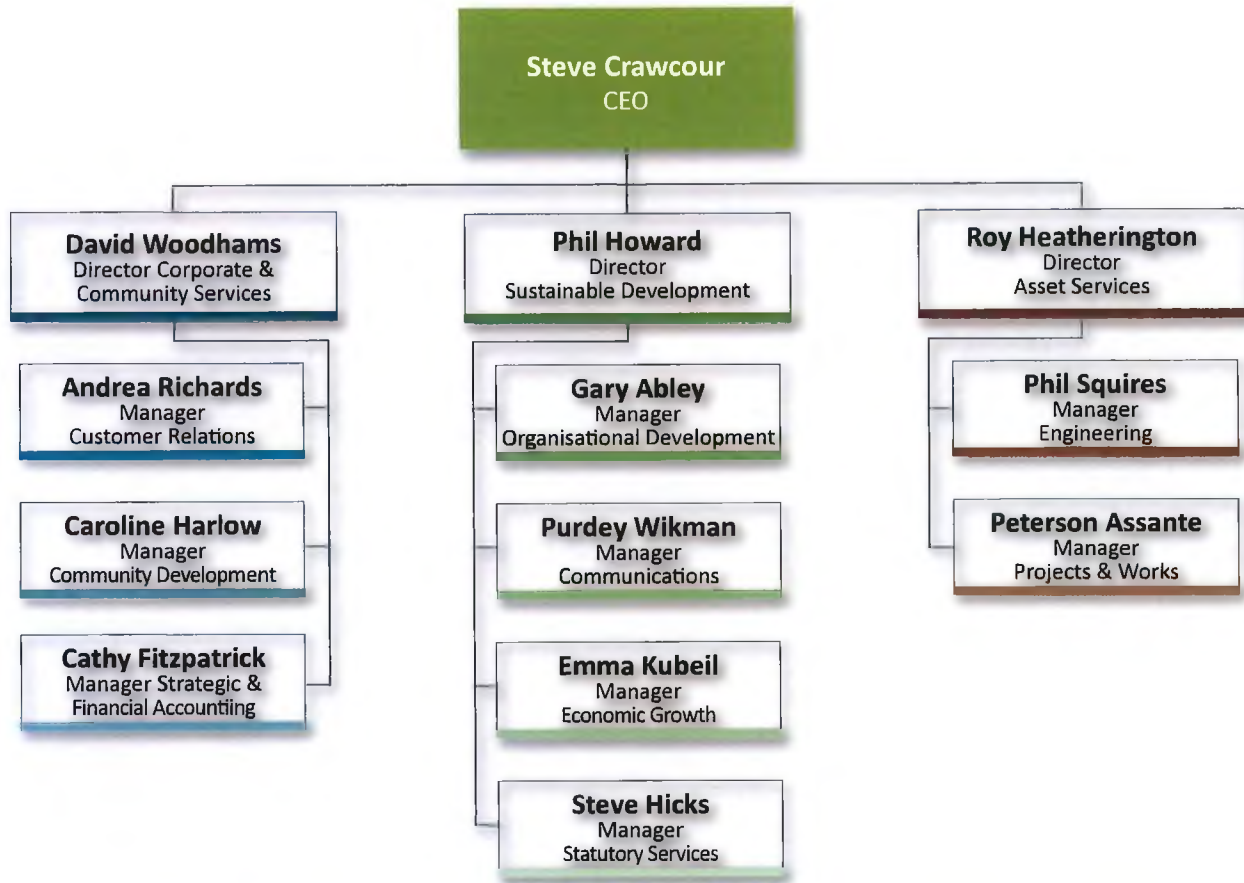 Steve Crawcour
CEO
David Woodhams
Director Corporate &
Community Services
Andrea Richards
Manager
Customer Relations
Caroline Harlow
Manager
Community Development
Cathy Fitzpatrick
Manager Strategic &
Financial Accounting
Phil Howard
Director
Sustainable Development
Gary Abley
Manager
Organisational Development
Purdey Wikman
Manager
Communications
Emma Kubeil
Manager
Economic Growth
Steve Hicks
Manager
Statutory Services
Roy Heatherington
Director
Asset Services
Phil Squires
Manager
Engineering
Peterson Assante
Manager
Projects & Works